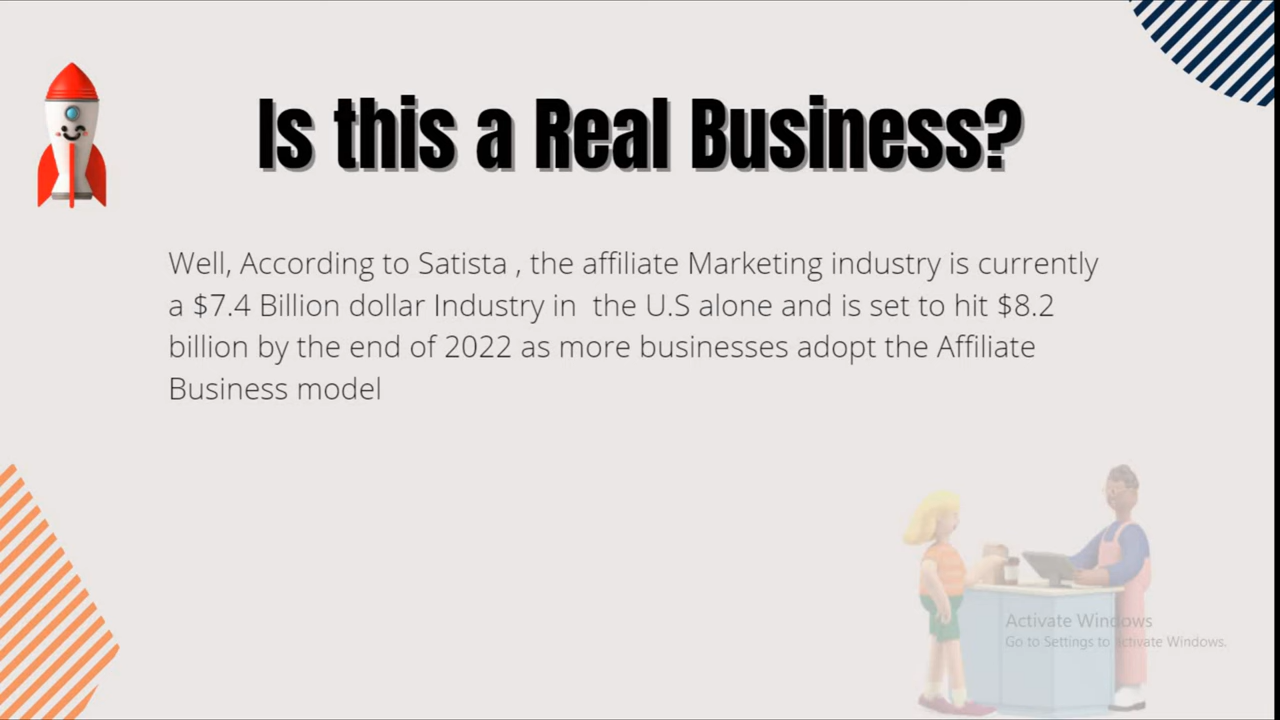 Is this a Real Business?
Well, According to Satista , the affiliate Marketing industry is currently
a $7.4 Billion dollar Industry in  the U.S alone and is set to hit $8.2
billion by the end of 2022 as more businesses adopt the Affiliate
Business model
Activate Windows
Go to Settings to Activate Windows.